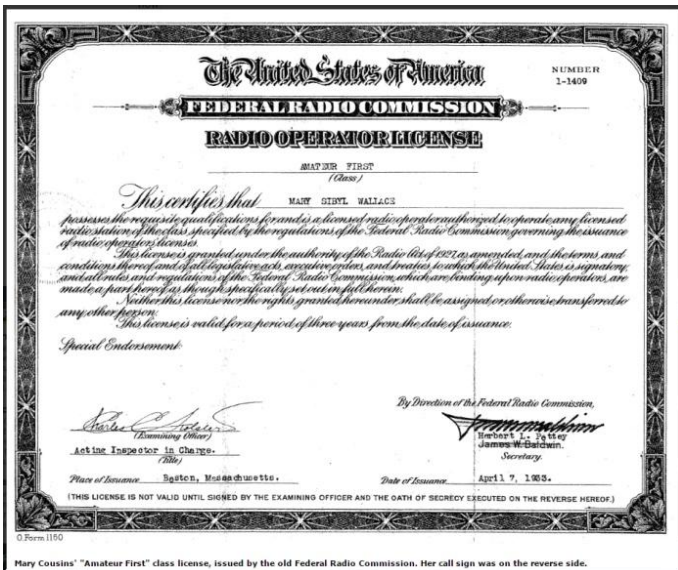 The United States of America
NUMBER
1-1409
FEDERAL RADIO COMMISSION
RADIO OPERATOR LICENSE
AMATEUR FIRST
(Class)
This certifies that MARY SIBYL WALLACE
possesses the requisite qualifications for and is a licensed radio operator authorized to operate any licensed
radio station of the class specified by the regulations of the Federal Radio Commission governing the issuance
of radio operators licenses.
This license is granted under the authority of the Radio Act of 1927, as amended, and the terms, and
conditions thereof and of all legislative acts, executive orders, and treaties to which the United States is signatory,
and all rules and regulations of the Federal Radio Commission, which are binding upon radio operators, are
made a part hereof as though specifically set out in full herein.
Neither this license nor the rights granted hereunder shall be assigned or otherwise transferred to
any other person.
This license is valid for a period of three years from the date of issuance.
Special Endorsement
By Direction of the Federal Radio Commission,
(Examining Officer)
Herbert L. Pettey
Acting Inspector in Charge.
James W. Baldwin.
(Title)
Secretary.
Place of Issuance Boston, Massachusetts.
Date of Issuance April 7, 1933.
(THIS LICENSE IS NOT VALID UNTIL SIGNED BY THE EXAMINING OFFICER AND THE OATH OF SECRECY EXECUTED ON THE REVERSE HEREOF.)
G.Form 1150
Mary Cousins' "Amateur First" class license, issued by the old Federal Radio Commission. Her call sign was on the reverse side.